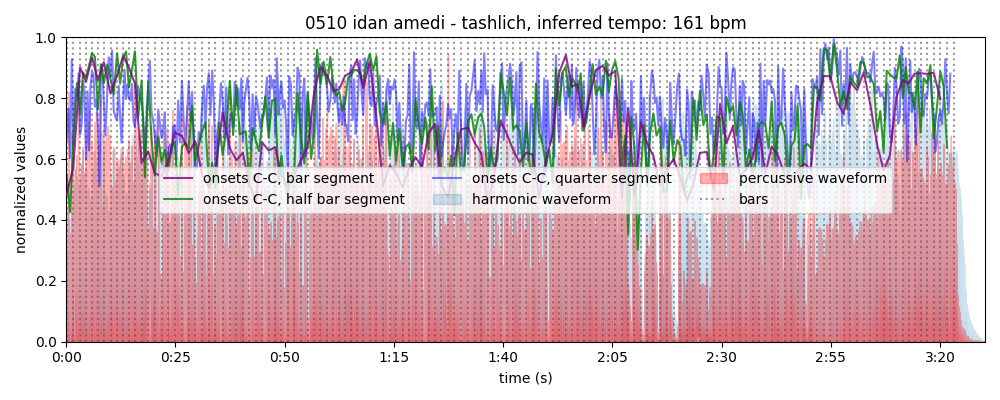 0510 idan amedi - tashlich, inferred tempo: 161 bpm
1.0
0.8
0.6
0.4
0.2
0.0
normalized values
onsets C-C, bar segment
onsets C-C, half bar segment
onsets C-C, quarter segment
harmonic waveform
percussive waveform
bars
0:00 0:25 0:50 1:15 1:40 2:05 2:30 2:55 3:20
time (s)